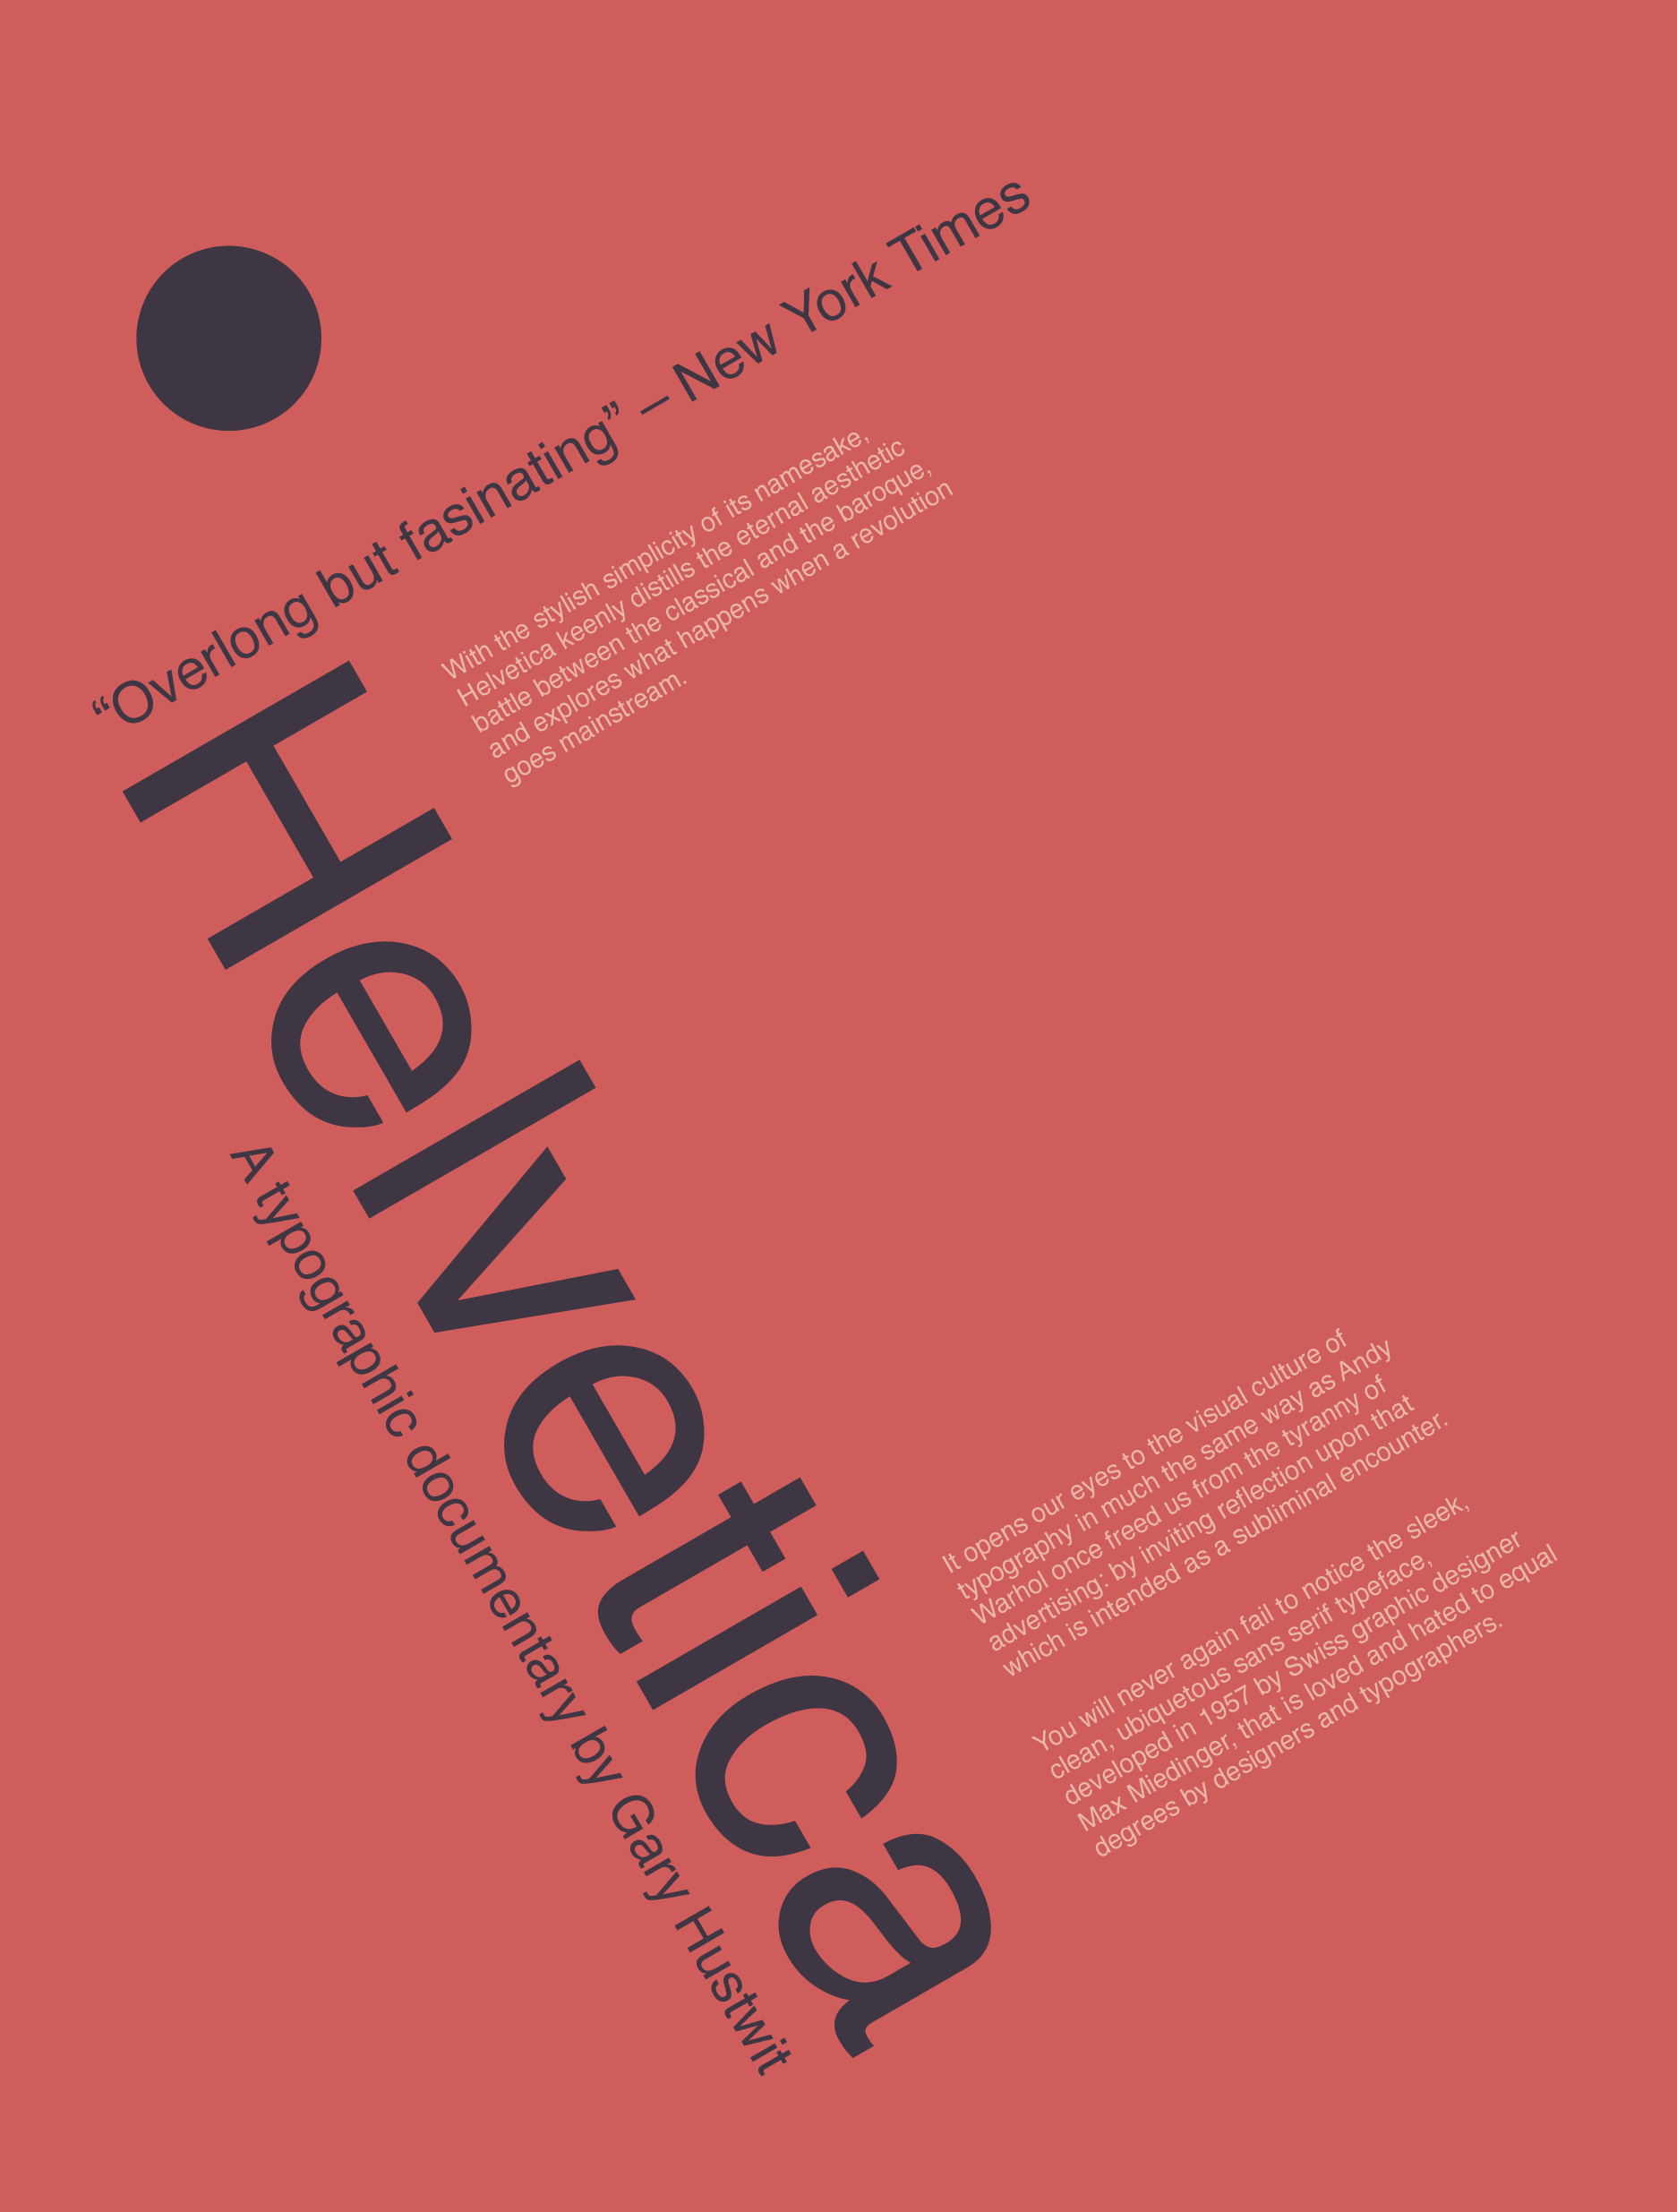 “Overlong but fasinating” – New York Times
With the stylish simplicity of its namesake,
Helvetica keenly distills the eternal aesthetic
battle between the classical and the baroque,
and explores what happens when a revolution
goes mainstream.
Helvetica
A typographic documentary by Gary Hustwit
It opens our eyes to the visual culture of
typography in much the same way as Andy
Warhol once freed us from the tyranny of
advertising: by inviting reflection upon that
which is intended as a subliminal encounter.
You will never again fail to notice the sleek,
clean, ubiquetous sans serif typeface,
developed in 1957 by Swiss graphic designer
Max Miedinger, that is loved and hated to equal
degrees by designers and typographers.